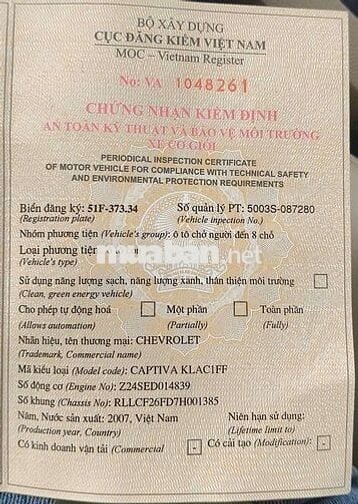 BỘ XÂY DỰNG
CỤC ĐĂNG KIỂM VIỆT NAM
MOC – Vietnam Register
No: VA 1048261
CHỨNG NHẬN KIỂM ĐỊNH
AN TOÀN KỸ THUẬT VÀ BẢO VỆ MÔI TRƯỜNG
XE CƠ GIỚI
PERIODICAL INSPECTION CERTIFICATE
OF MOTOR VEHICLE FOR COMPLIANCE WITH TECHNICAL SAFETY
AND ENVIRONMENTAL PROTECTION REQUIREMENTS
Biển đăng ký: 51F-373.34 Số quản lý PT: 5003S-087280
(Registration plate) (Vehicle inpection No.)
Nhóm phương tiện (Vehicle's group): ô tô chở người đến 8 chỗ
Loại phương tiện
(Vehicle's type)
muaban.net
Sử dụng năng lượng sạch, năng lượng xanh, thân thiện môi trường
(Clean, green energy vehicle)
Cho phép tự động hoá Một phần Toàn phần
(Allows automation) (Partially) (Fully)
Nhãn hiệu, tên thương mại: CHEVROLET
(Trademark, Commercial name)
Mã kiểu loại (Model code): CAPTIVA KLAC1FF
Số động cơ (Engine No): Z24SED014839
Số khung (Chassis No): RLLCF26FD7H001385
Năm, Nước sản xuất: 2007, Việt Nam Niên hạn sử dụng:
(Production year, Country) (Lifetime limit to)
Có kinh doanh vận tải (Commercial - Có cải tạo (Modification): -